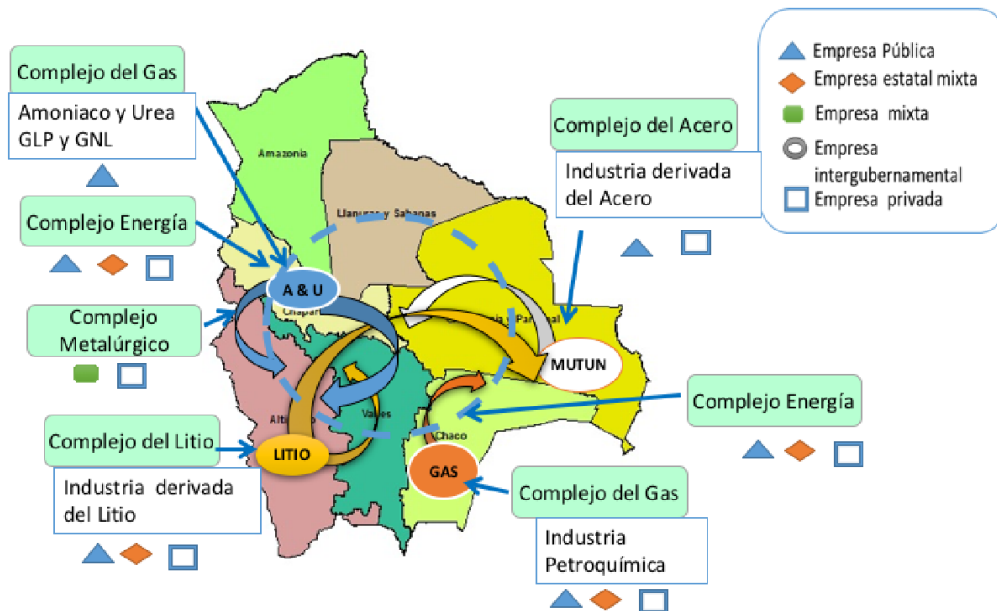 Complejo del Gas
Amoniaco y Urea
GLP y GNL
Complejo Energía
Complejo
Metalúrgico
Complejo del Litio
Industria derivada
del Litio
Amazonia
Llanuras y Sabanas
A & U
Chapar
Alti
Valles
LITIO
Chaco
GAS
MUTUN
Complejo del Acero
Industria derivada
del Acero
Empresa Pública
Empresa estatal mixta
Empresa mixta
Empresa
intergubernamental
Empresa privada
Complejo Energía
Complejo del Gas
Industria
Petroquímica